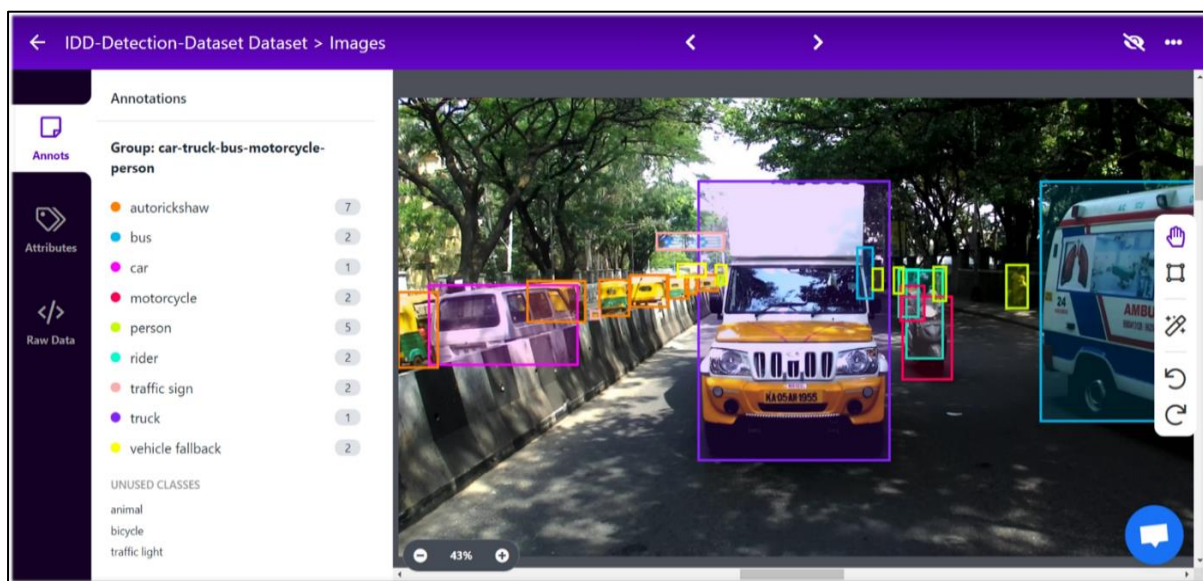 IDD-Detection-Dataset Dataset > Images
Annots
Attributes
</>
Raw Data
Annotations
Group: car-truck-bus-motorcycle-
person
autorickshaw 7
bus 2
car 1
motorcycle 2
person 5
rider 2
traffic sign 2
truck 1
vehicle fallback 2
UNUSED CLASSES
animal
bicycle
traffic light
43%
KA 05 AH 1955
24
AMBU